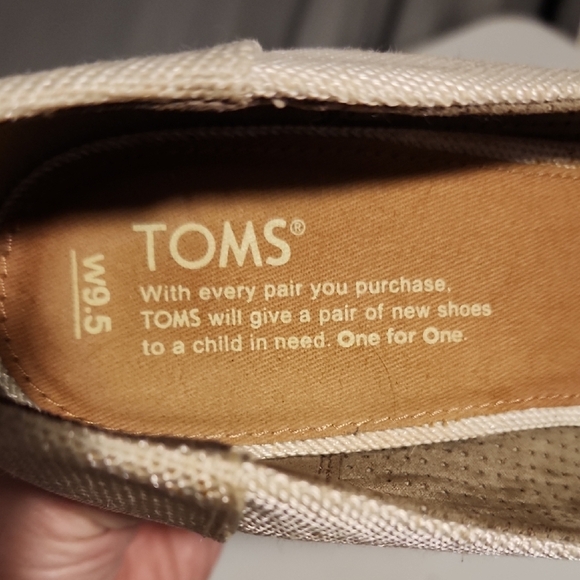 TOMS®
With every pair you purchase,
TOMS will give a pair of new shoes
to a child in need. One for One.
W9.5